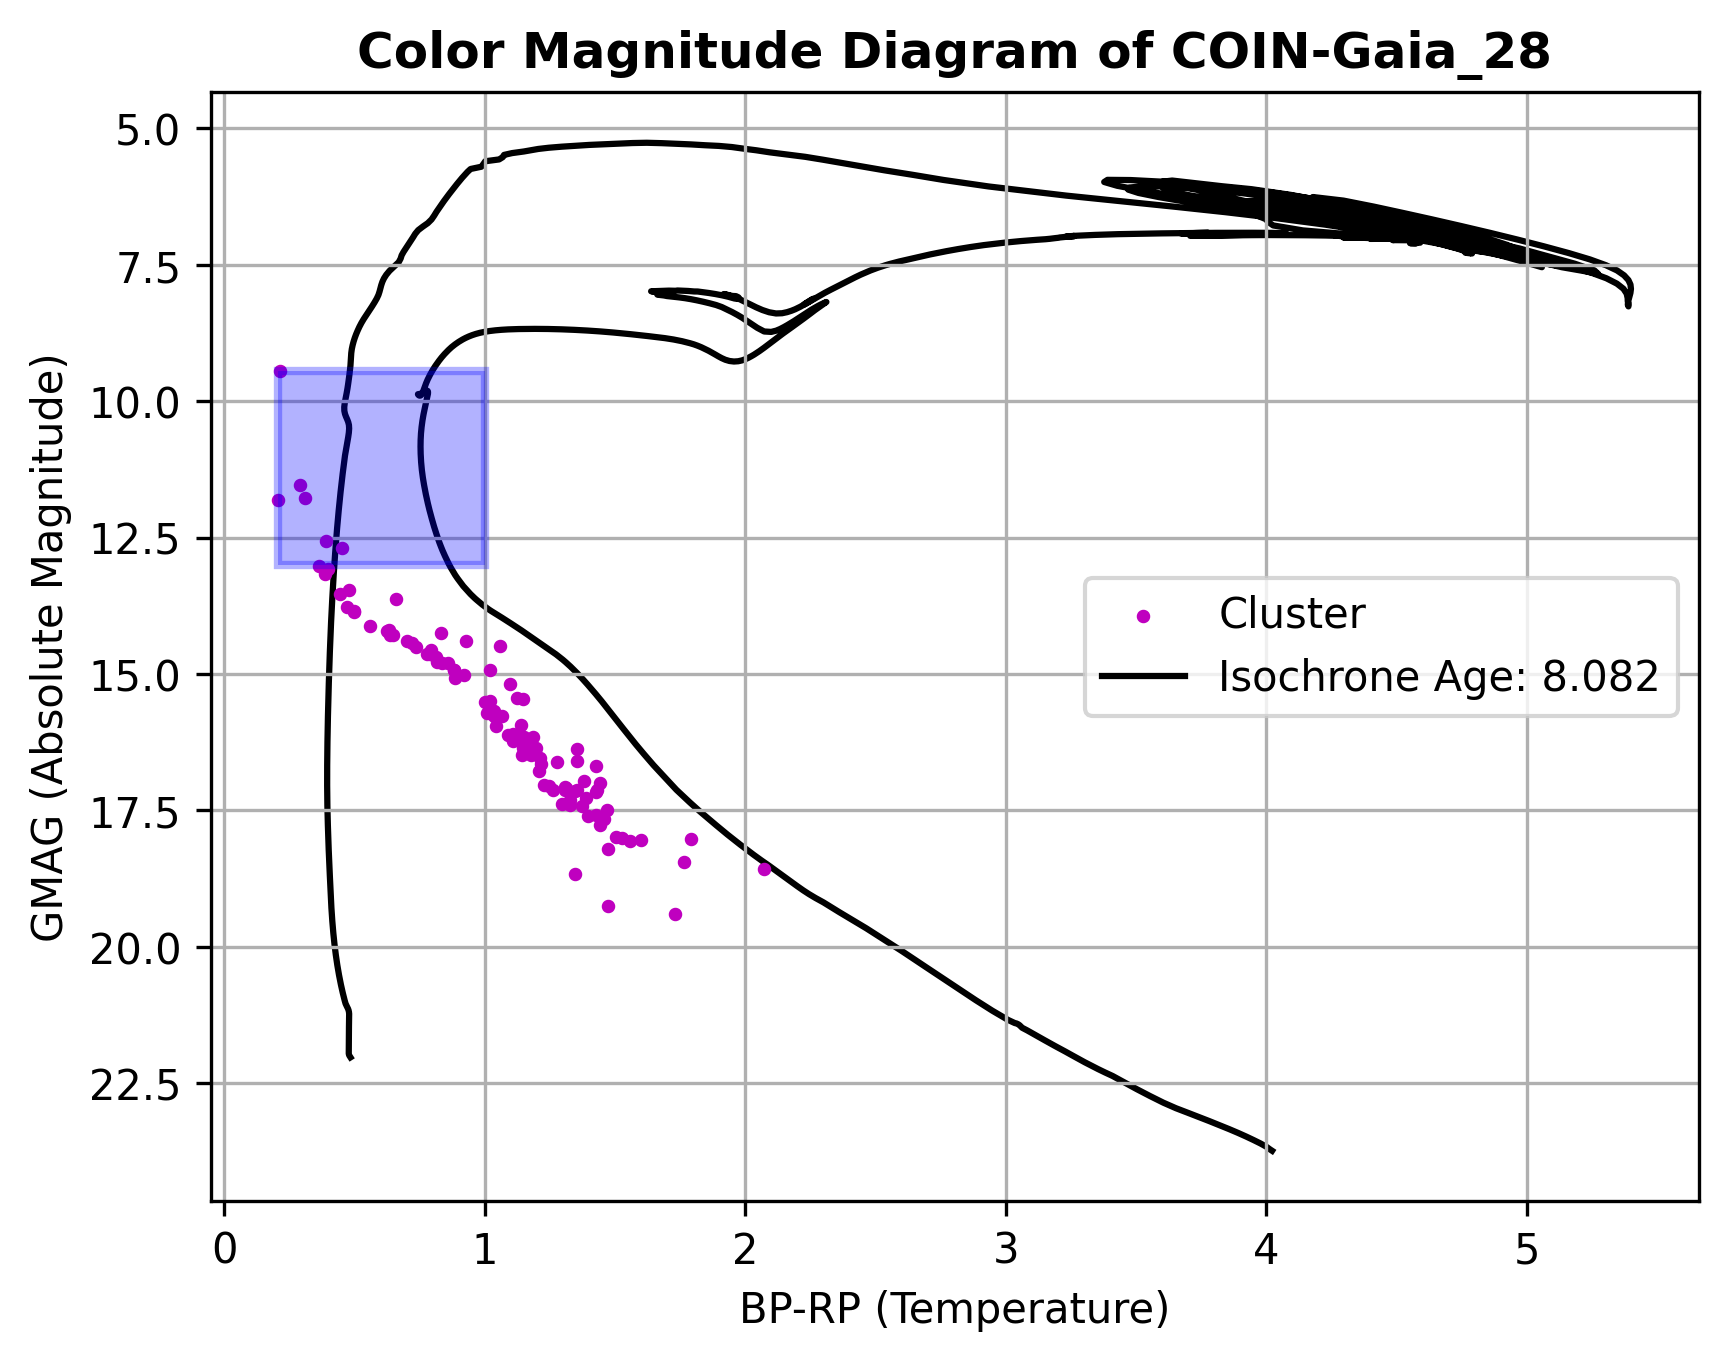 Color Magnitude Diagram of COIN-Gaia_28
GMAG (Absolute Magnitude)
5.0
7.5
10.0
12.5
15.0
17.5
20.0
22.5
Cluster
Isochrone Age: 8.082
0 1 2 3 4 5
BP-RP (Temperature)